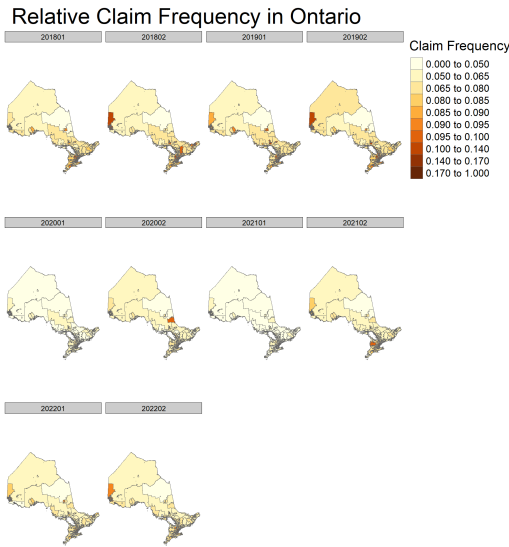 Relative Claim Frequency in Ontario
201801
201802
201901
201902
Claim Frequency
0.000 to 0.050
0.050 to 0.065
0.065 to 0.080
0.080 to 0.085
0.085 to 0.090
0.090 to 0.095
0.095 to 0.100
0.100 to 0.140
0.140 to 0.170
0.170 to 1.000
202001
202002
202101
202102
202201
202202